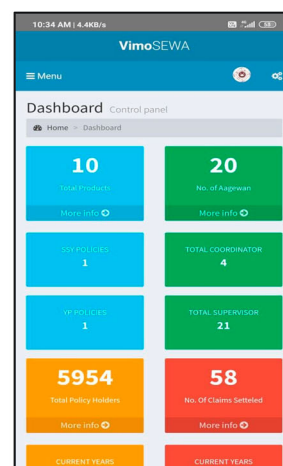 10:34 AM | 4.4KB/s
58
VimoSEWA
Menu
Dashboard Control panel
Home > Dashboard
10
Total Products
More info
20
No. of Aagewan
More info
SSY POLICIES
1
TOTAL COORDINATOR
4
YP POLICIES
1
TOTAL SUPERVISOR
21
5954
Total Policy Holders
More info
58
No. Of Claims Setteled
More info
CURRENT YEARS
CURRENT YEARS